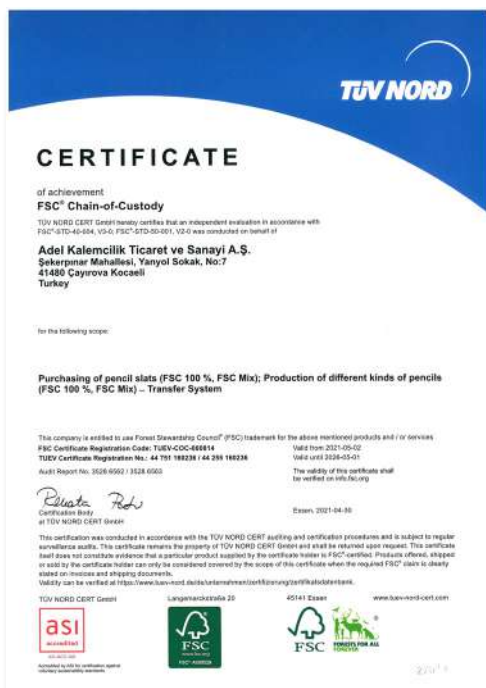 TÜV NORD
CERTIFICATE
of achievement
FSC® Chain-of-Custody
TÜV NORD CERT GmbH hereby certifies that an independent evaluation in accordance with
FSC®-STD-40-004, V3-0; FSC®-STD-50-001, V2-0 was conducted on behalf of
Adel Kalemcilik Ticaret ve Sanayi A.Ş.
Şekerpınar Mahallesi, Yanyol Sokak, No:7
41480 Çayırova Kocaeli
Turkey
for the following scope:
Purchasing of pencil slats (FSC 100 %, FSC Mix); Production of different kinds of pencils
(FSC 100 %, FSC Mix) – Transfer System
This company is entitled to use Forest Stewardship Council® (FSC) trademark for the above mentioned products and / or services
FSC Certificate Registration Code: TUEV-COC-000814
Valid from 2021-05-02
TUEV Certificate Registration No.: 44 751 160236 / 44 255 160236
Valid until 2026-05-01
Audit Report No. 3528 6562 / 3528 6563
The validity of this certificate shall
be verified on info.fsc.org
Certification Body
at TÜV NORD CERT GmbH
Essen, 2021-04-30
This certification was conducted in accordance with the TÜV NORD CERT auditing and certification procedures and is subject to regular
surveillance audits. This certificate remains the property of TÜV NORD CERT GmbH and shall be returned upon request. This certificate
itself does not constitute evidence that a particular product supplied by the certificate holder is FSC®-certified. Products offered, shipped
or sold by the certificate holder can only be considered covered by the scope of this certificate when the required FSC® claim is clearly
stated on invoices and shipping documents.
Validity can be verified at https://www.tuev-nord.de/de/unternehmen/zertifizierung/zertifikatsdatenbank.
TÜV NORD CERT GmbH
Langemarckstraße 20
45141 Essen
www.tuev-nord-cert.com
asi
accredited
FSC
www.fsc.org
FSC
FORESTS FOR ALL
FOREVER
Accredited by ASI for certification against
voluntary sustainability standards